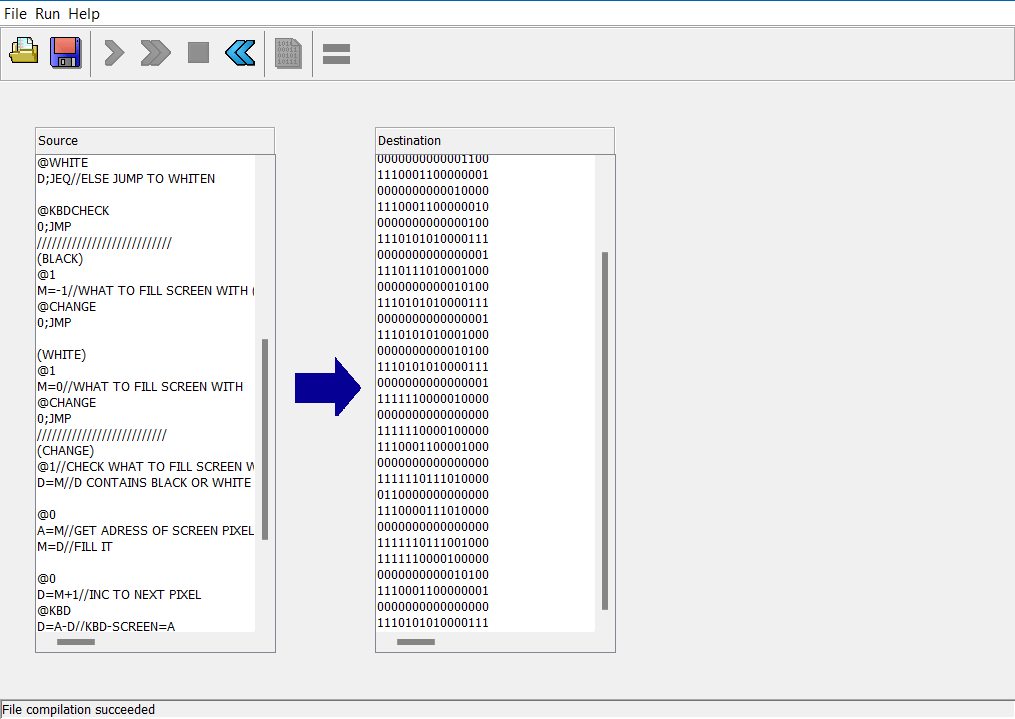 File Run Help
Source
@WHITE
D;JEQ//ELSE JUMP TO WHITEN
@KBDCHECK
0;JMP
///////////////////////////
(BLACK)
@1
M=-1//WHAT TO FILL SCREEN WITH (
@CHANGE
0;JMP
(WHITE)
@1
M=0//WHAT TO FILL SCREEN WITH
@CHANGE
0;JMP
//////////////////////////
(CHANGE)
@1//CHECK WHAT TO FILL SCREEN W
D=M//D CONTAINS BLACK OR WHITE
@0
A=M//GET ADRESS OF SCREEN PIXEL
M=D//FILL IT
@0
D=M+1//INC TO NEXT PIXEL
@KBD
D=A-D//KBD-SCREEN=A
Destination
0000000000001100
1110001100000001
0000000000010000
1110001100000010
0000000000000100
1110101010000111
0000000000000001
1110111010001000
0000000000010100
1110101010000111
0000000000000001
1110101010001000
0000000000010100
1110101010000111
0000000000000001
1111110000010000
0000000000000000
1111110000100000
1110001100001000
0000000000000000
1111110111010000
0110000000000000
1110000111010000
0000000000000000
1111110111001000
1111110000100000
0000000000010100
1110001100000001
0000000000000000
1110101010000111
File compilation succeeded